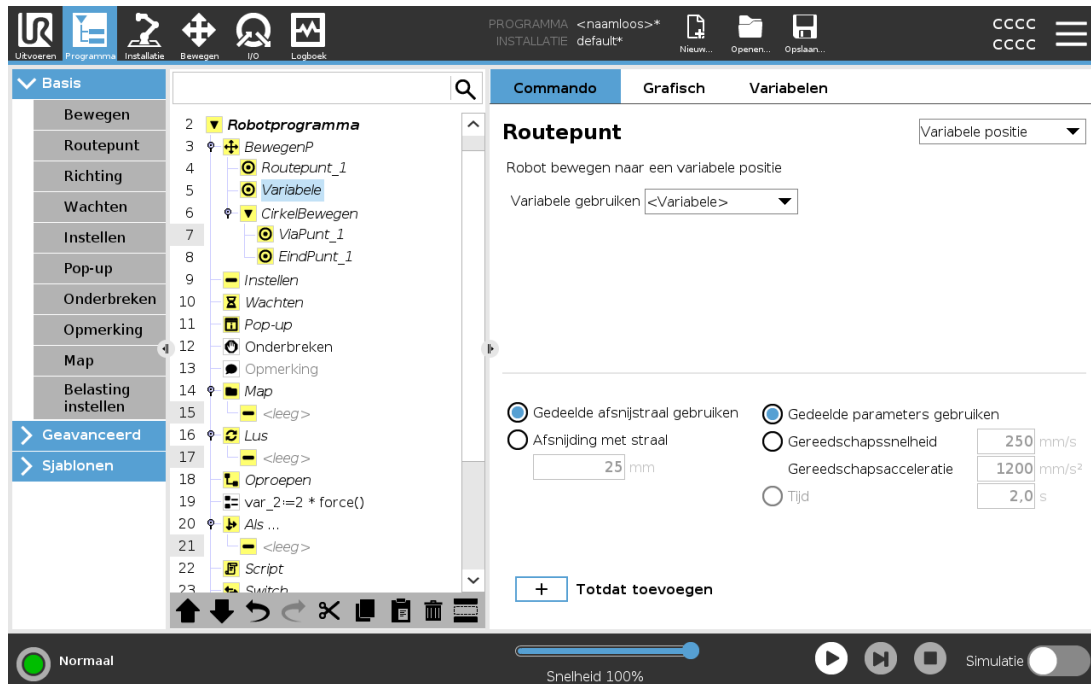 UR
PROGRAMMA <naamloos>*
INSTALLATIE default*
CCCC
CCCC
Uitvoeren Programma Installatie Bewegen I/O Logboek Nieuw... Openen... Opslaan...
Basis
Bewegen
Routepunt
Richting
Wachten
Instellen
Pop-up
Onderbreken
Opmerking
Map
Belasting
instellen
Geavanceerd
Sjablonen
2 Robotprogramma
3 BewegenP
4 Routepunt_1
5 Variabele
6 CirkelBewegen
7 ViaPunt_1
8 EindPunt_1
9 Instellen
10 Wachten
11 Pop-up
12 Onderbreken
13 Opmerking
14 Map
15 <leeg>
16 Lus
17 <leeg>
18 Oproepen
19 var_2:=2 * force()
20 Als ...
21 <leeg>
22 Script
23 Switch
Commando Grafisch Variabelen
Routepunt
Variabele positie
Robot bewegen naar een variabele positie
Variabele gebruiken <Variabele>
Gedeelde afsnijstraal gebruiken
Afsnijding met straal
25 mm
Gedeelde parameters gebruiken
Gereedschapssnelheid 250 mm/s
Gereedschapsacceleratie 1200 mm/s²
Tijd 2,0 s
+ Totdat toevoegen
Normaal
Snelheid 100%
Simulatie